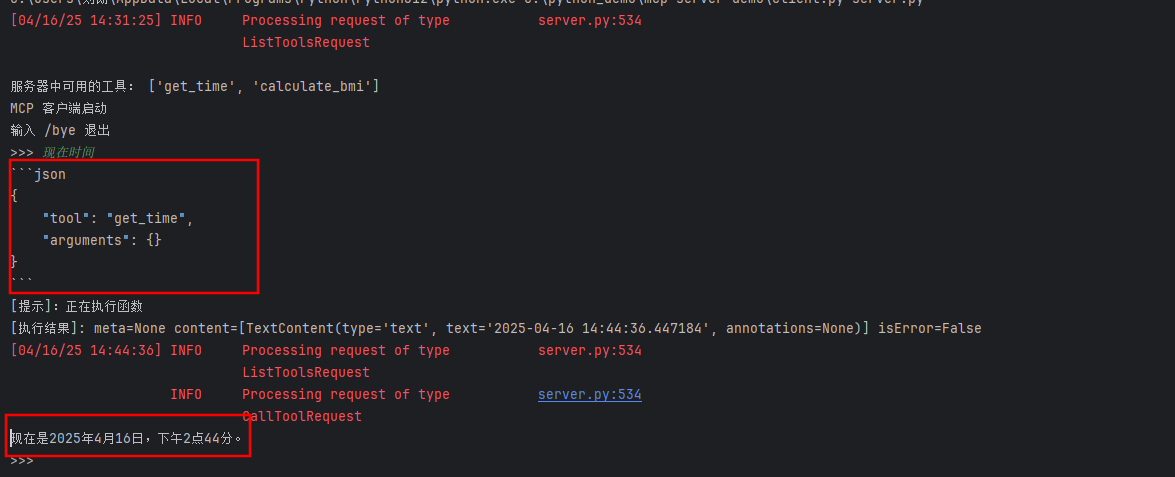 [04/16/25 14:31:25] INFO Processing request of type server.py:534
ListToolsRequest
服务器中可用的工具： ['get_time', 'calculate_bmi']
MCP 客户端启动
输入 /bye 退出
>>> 现在时间
```json
{
"tool": "get_time",
"arguments": {}
}
```
[提示]：正在执行函数
[执行结果]: meta=None content=[TextContent(type='text', text='2025-04-16 14:44:36.447184', annotations=None)] isError=False
[04/16/25 14:44:36] INFO Processing request of type server.py:534
ListToolsRequest
INFO Processing request of type server.py:534
CallToolRequest
现在是2025年4月16日，下午2点44分。
>>>